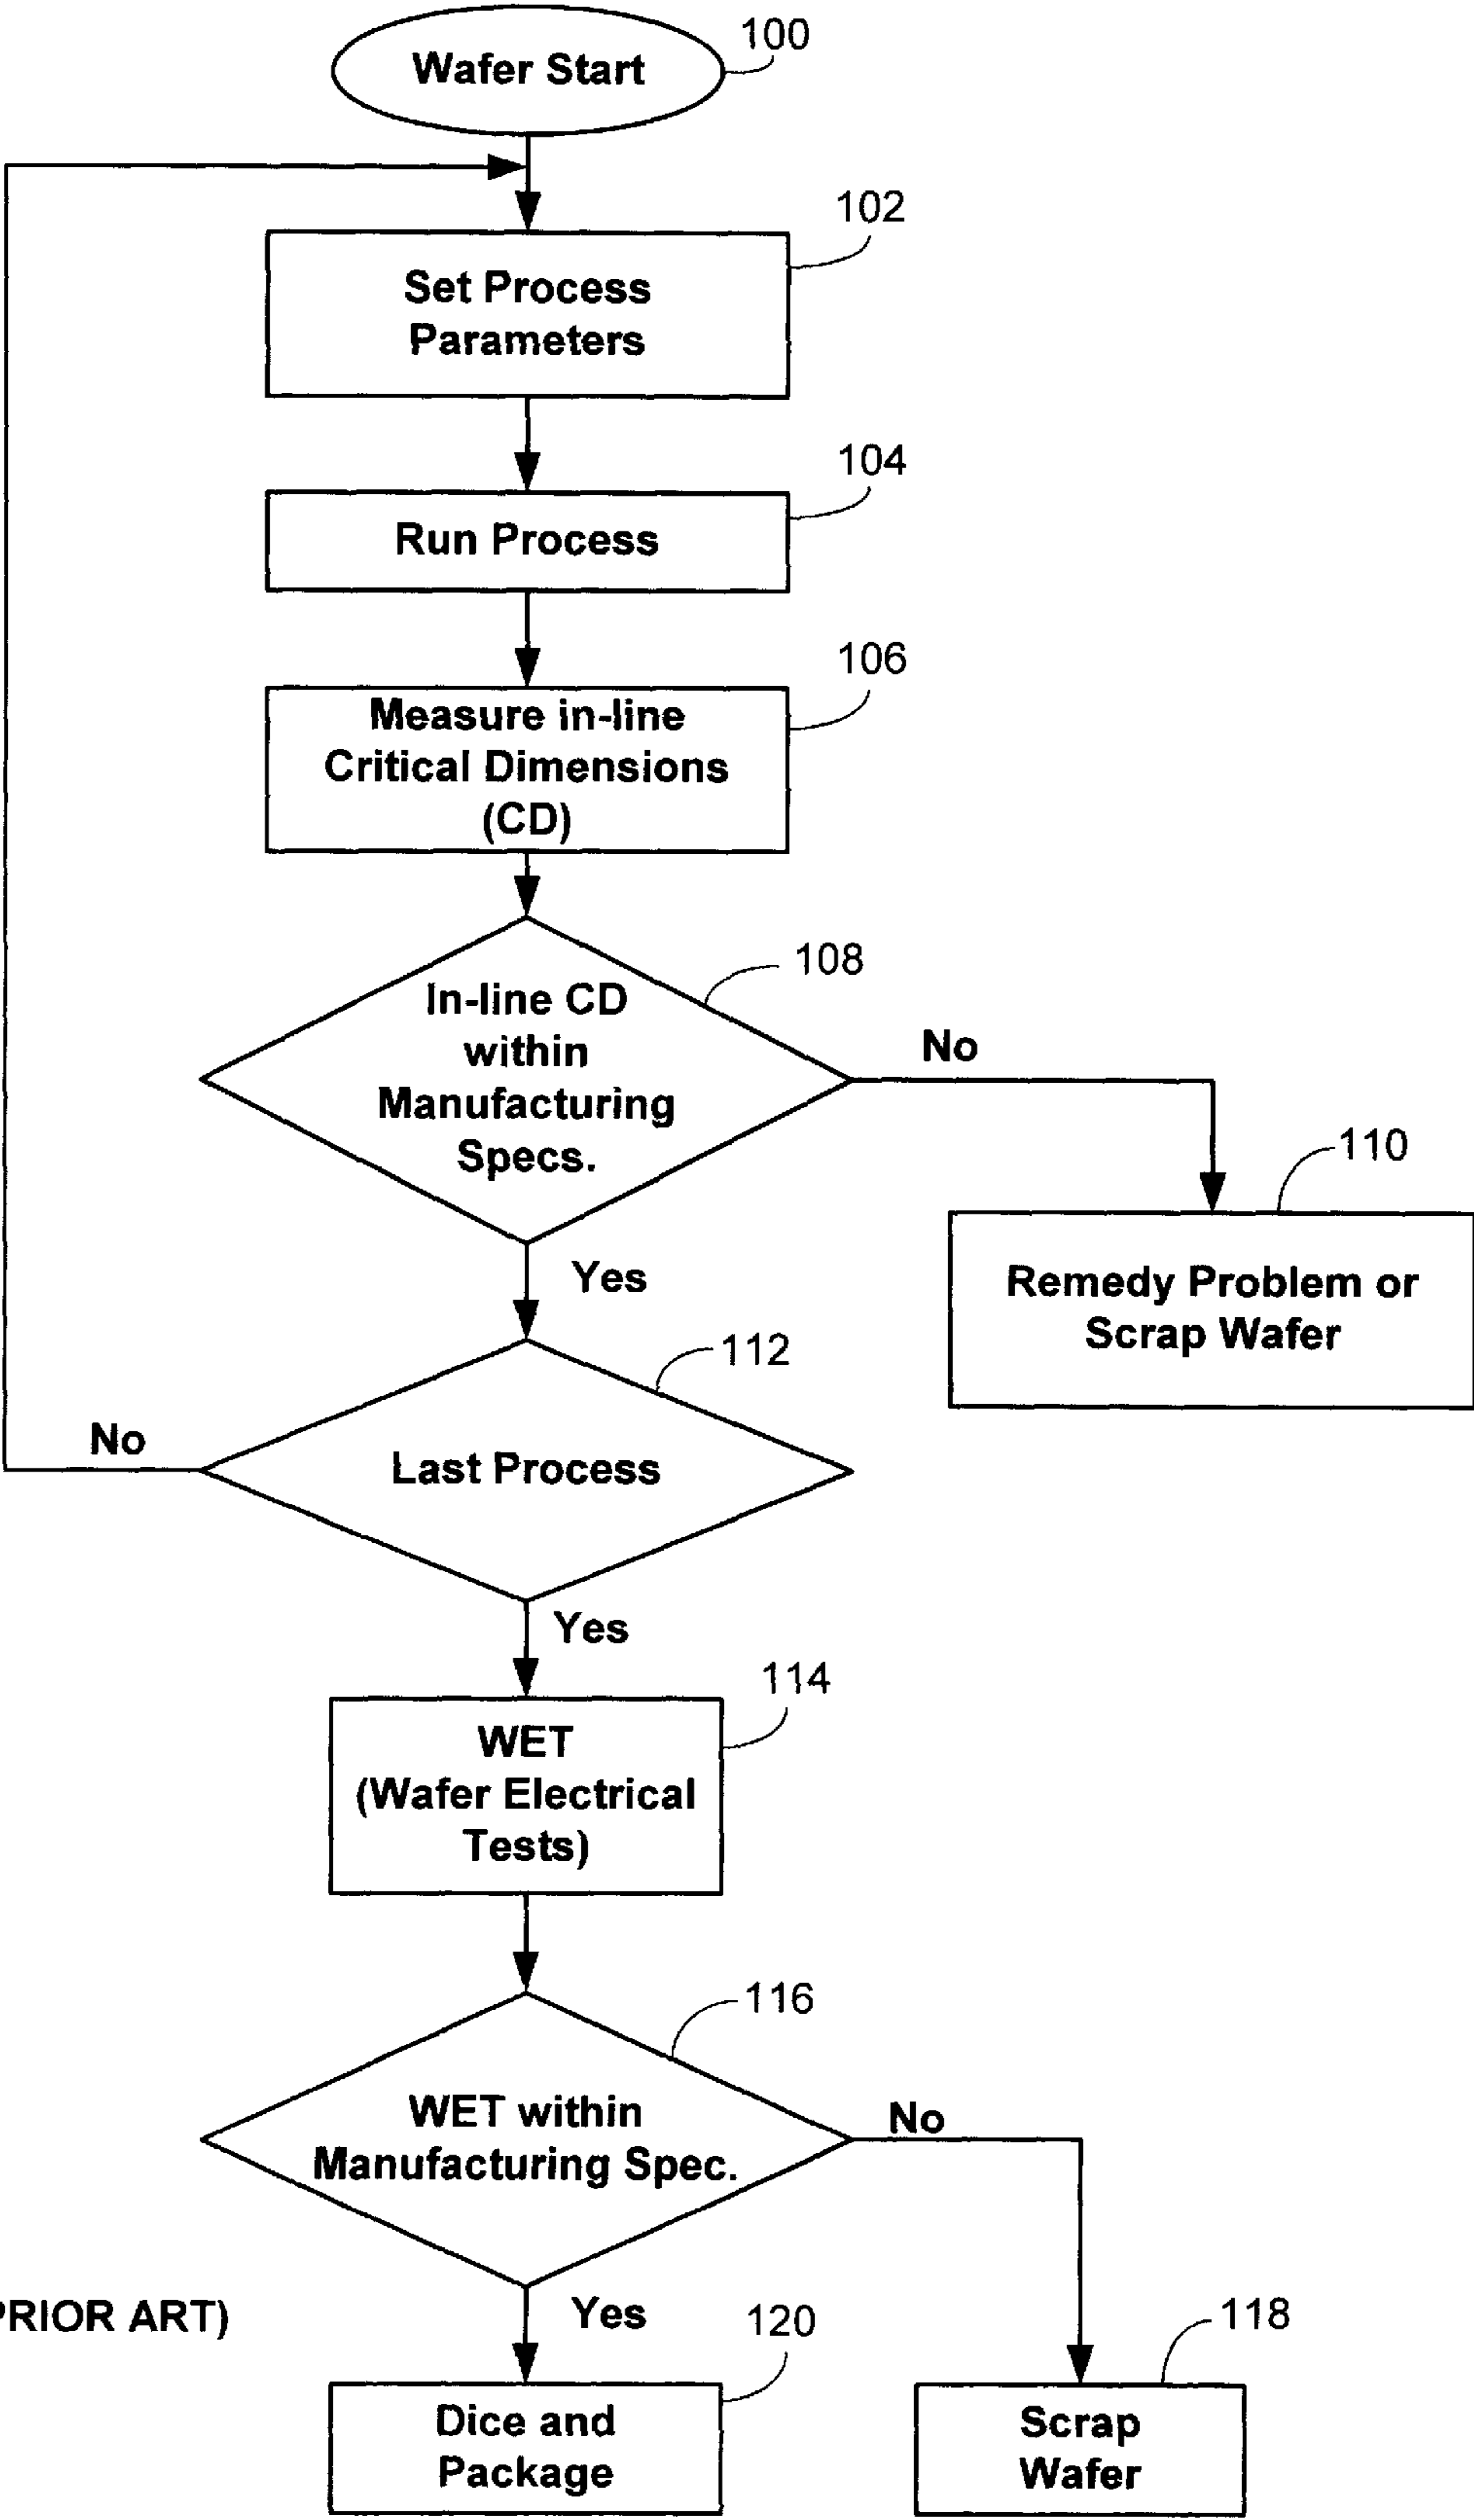 100
Wafer Start
102
Set Process
Parameters
104
Run Process
106
Measure in-line
Critical Dimensions
(CD)
108
In-line CD
within
Manufacturing
Specs.
No
110
Remedy Problem or
Scrap Wafer
Yes
112
Last Process
No
Yes
114
WET
(Wafer Electrical
Tests)
116
WET within
Manufacturing Spec.
No
Yes
PRIOR ART)
120
118
Dice and
Package
Scrap
Wafer